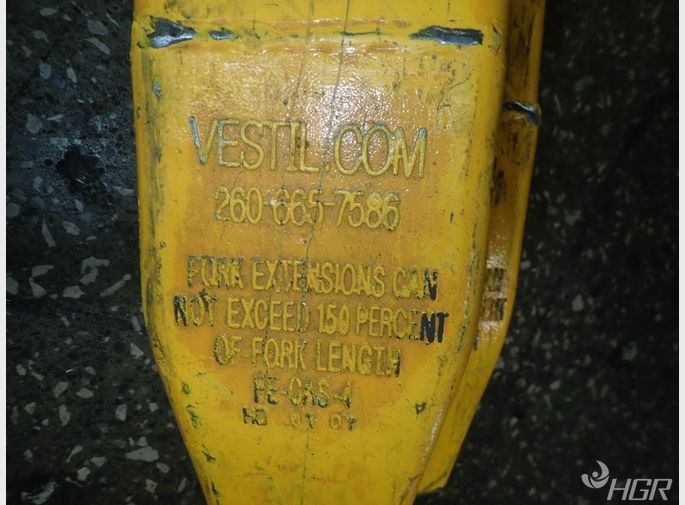 VESTIL.COM
260-665-7586
FORK EXTENSIONS CAN
NOT EXCEED 150 PERCENT
OF FORK LENGTH
FE-CAS-4
HGR